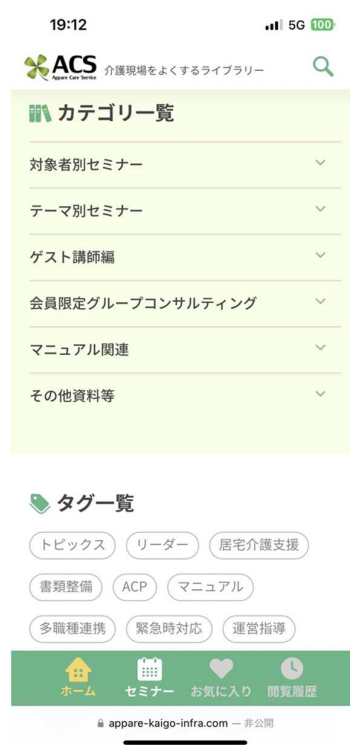 19:12
5G
100
ACS
Appare Care Service
介護現場をよくするライブラリー
カテゴリ一覧
対象者別セミナー
テーマ別セミナー
ゲスト講師編
会員限定グループコンサルティング
マニュアル関連
その他資料等
タグ一覧
トピックス
リーダー
居宅介護支援
書類整備
ACP
マニュアル
多職種連携
緊急時対応
運営指導
ホーム
セミナー
お気に入り
閲覧履歴
appare-kaigo-infra.com — 非公開